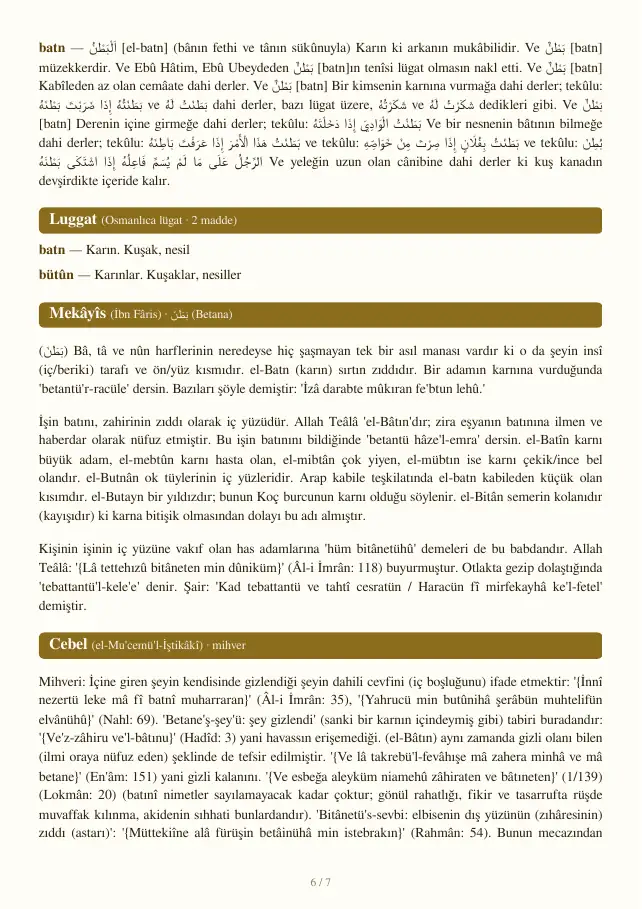 batn — اَلْبَطْنُ [el-batn] (bânın fethi ve tânın sükûnuyla) Karın ki arkanın mukâbilidir. Ve بَطْنٌ [batn]
müzekkerdir. Ve Ebû Hâtim, Ebû Ubeydeden بَطْنٌ [batn]ın tenîsi lügat olmasın nakl etti. Ve بَطْنٌ [batn]
Kabîleden az olan cemâate dahi derler. Ve بَطْنٌ [batn] Bir kimsenin karnına vurmağa dahi derler; tekûlu:
بَطَنْتُهُ إِذَا ضَرَبْتَ بَطْنَهُ ve بَطَنْتُ لَهُ dahi derler, bazı lügat üzere, شَكَرْتُهُ ve شَكَرْتُ لَهُ dedikleri gibi. Ve بَطْنٌ
[batn] Derenin içine girmeğe dahi derler; tekûlu: بَطَنْتُ الْوَادِيَ إِذَا دَخَلْتَهُ Ve bir nesnenin bâtının bilmeğe
dahi derler; tekûlu: بَطَنْتُ هَذَا الْأَمْرَ إِذَا عَرَفْتَ بَاطِنَهُ ve tekûlu: بَطَنْتُ بِفُلَانٍ إِذَا صِرْتَ مِنْ خَوَاصِّهِ ve tekûlu: بُطِنَ
الرَّجُلُ عَلَى مَا لَمْ يُسَمَّ فَاعِلُهُ إِذَا اشْتَكَى بَطْنَهُ Ve yeleğin uzun olan cânibine dahi derler ki kuş kanadın
devşirdikte içeride kalır.
Luggat (Osmanlıca lügat · 2 madde)
batn — Karın. Kuşak, nesil
bütûn — Karınlar. Kuşaklar, nesiller
Mekâyîs (İbn Fâris) · بَطَنَ (Betana)
(بَطَنَ) Bâ, tâ ve nûn harflerinin neredeyse hiç şaşmayan tek bir asıl manası vardır ki o da şeyin insî
(iç/beriki) tarafı ve ön/yüz kısmıdır. el-Batn (karın) sırtın zıddıdır. Bir adamın karnına vurduğunda
'betantü'r-racüle' dersin. Bazıları şöyle demiştir: 'İzâ darabte mûkıran fe'btun lehû.'
İşin batını, zahirinin zıddı olarak iç yüzüdür. Allah Teâlâ 'el-Bâtın'dır; zira eşyanın batınına ilmen ve
haberdar olarak nüfuz etmiştir. Bu işin batınını bildiğinde 'betantü hâze'l-emra' dersin. el-Batîn karnı
büyük adam, el-mebtûn karnı hasta olan, el-mibtân çok yiyen, el-mübtın ise karnı çekik/ince bel
olandır. el-Butnân ok tüylerinin iç yüzleridir. Arap kabile teşkilatında el-batn kabileden küçük olan
kısımdır. el-Butayn bir yıldızdır; bunun Koç burcunun karnı olduğu söylenir. el-Bitân semerin kolanıdır
(kayışıdır) ki karna bitişik olmasından dolayı bu adı almıştır.
Kişinin işinin iç yüzüne vakıf olan has adamlarına 'hüm bitânetühû' demeleri de bu babdandır. Allah
Teâlâ: '{Lâ tettehızû bitâneten min dûniküm}' (Âl-i İmrân: 118) buyurmuştur. Otlakta gezip dolaştığında
'tebattantü'l-kele'e' denir. Şair: 'Kad tebattantü ve tahtî cesratün / Haracün fî mirfekayhâ ke'l-fetel'
demiştir.
Cebel (el-Mu'cemü'l-İştikâkî) · mihver
Mihveri: İçine giren şeyin kendisinde gizlendiği şeyin dahili cevfini (iç boşluğunu) ifade etmektir: '{İnnî
nezertü leke mâ fî batnî muharraran}' (Âl-i İmrân: 35), '{Yahrucü min butûnihâ şerâbün muhtelifün
elvânühû}' (Nahl: 69). 'Betane'ş-şey'ü: şey gizlendi' (sanki bir karnın içindeymiş gibi) tabiri buradandır:
'{Ve'z-zâhiru ve'l-bâtınu}' (Hadîd: 3) yani havassın erişemediği. (el-Bâtın) aynı zamanda gizli olanı bilen
(ilmi oraya nüfuz eden) şeklinde de tefsir edilmiştir. '{Ve lâ takrebü'l-fevâhışe mâ zahera minhâ ve mâ
betane}' (En'âm: 151) yani gizli kalanını. '{Ve esbeğa aleyküm niamehû zâhiraten ve bâtıneten}' (1/139)
(Lokmân: 20) (batınî nimetler sayılamayacak kadar çoktur; gönül rahatlığı, fikir ve tasarrufta rüşde
muvaffak kılınma, akidenin sıhhati bunlardandır). 'Bitânetü's-sevbi: elbisenin dış yüzünün (zıhâresinin)
zıddı (astarı)': '{Müttekiîne alâ fürüşin betâinühâ min istebrakın}' (Rahmân: 54). Bunun mecazından
6 / 7